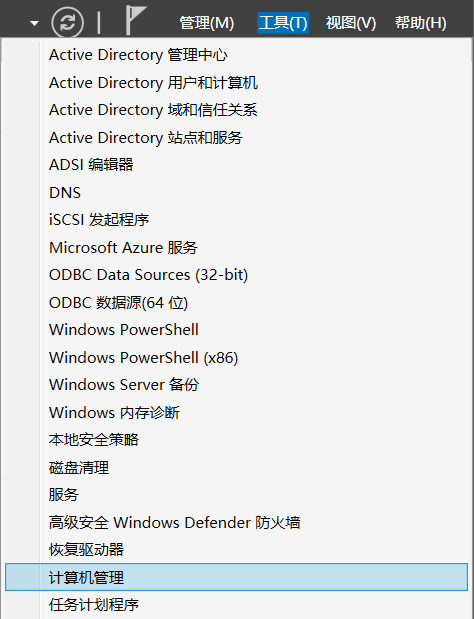 管理(M) 工具(T) 视图(V) 帮助(H)
Active Directory 管理中心
Active Directory 用户和计算机
Active Directory 域和信任关系
Active Directory 站点和服务
ADSI 编辑器
DNS
iSCSI 发起程序
Microsoft Azure 服务
ODBC Data Sources (32-bit)
ODBC 数据源(64 位)
Windows PowerShell
Windows PowerShell (x86)
Windows Server 备份
Windows 内存诊断
本地安全策略
磁盘清理
服务
高级安全 Windows Defender 防火墙
恢复驱动器
计算机管理
任务计划程序